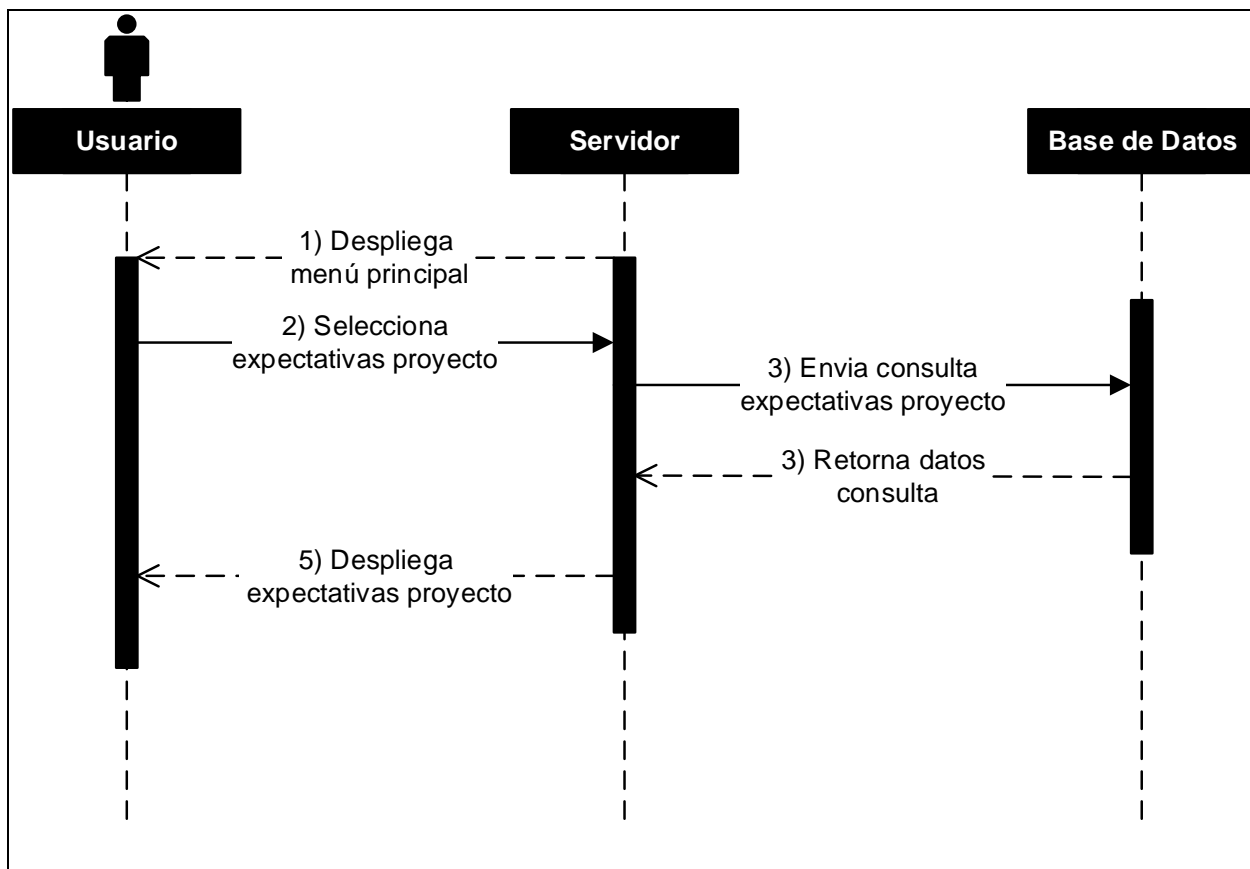 Usuario
Servidor
Base de Datos
1) Despliega
menú principal
2) Selecciona
expectativas proyecto
3) Envia consulta
expectativas proyecto
3) Retorna datos
consulta
5) Despliega
expectativas proyecto